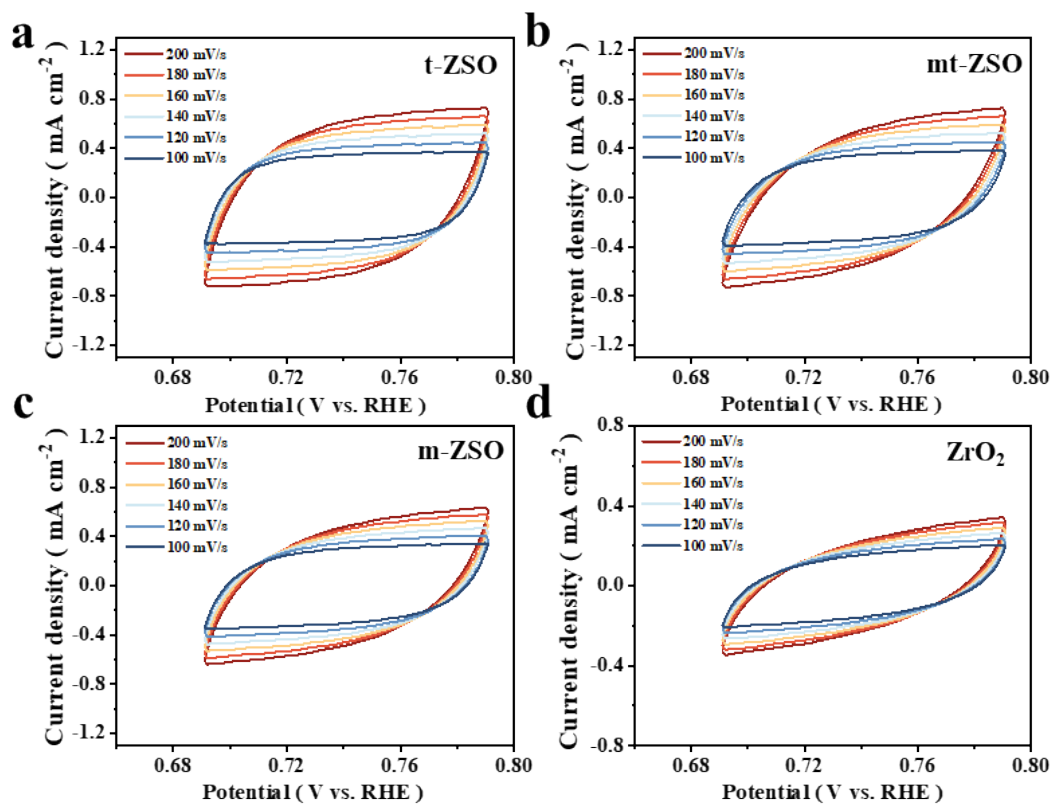 a
t-ZSO
200 mV/s
180 mV/s
160 mV/s
140 mV/s
120 mV/s
100 mV/s
1.2
0.8
0.4
0.0
-0.4
-0.8
-1.2
Current density ( mA cm-2 )
0.68
0.72
0.76
0.80
Potential ( V vs. RHE )
b
mt-ZSO
200 mV/s
180 mV/s
160 mV/s
140 mV/s
120 mV/s
100 mV/s
1.2
0.8
0.4
0.0
-0.4
-0.8
-1.2
Current density ( mA cm-2 )
0.68
0.72
0.76
0.80
Potential ( V vs. RHE )
c
m-ZSO
200 mV/s
180 mV/s
160 mV/s
140 mV/s
120 mV/s
100 mV/s
1.2
0.8
0.4
0.0
-0.4
-0.8
-1.2
Current density ( mA cm-2 )
0.68
0.72
0.76
0.80
Potential ( V vs. RHE )
d
ZrO2
200 mV/s
180 mV/s
160 mV/s
140 mV/s
120 mV/s
100 mV/s
0.8
0.4
0.0
-0.4
-0.8
Current density ( mA cm-2 )
0.68
0.72
0.76
0.80
Potential ( V vs. RHE )